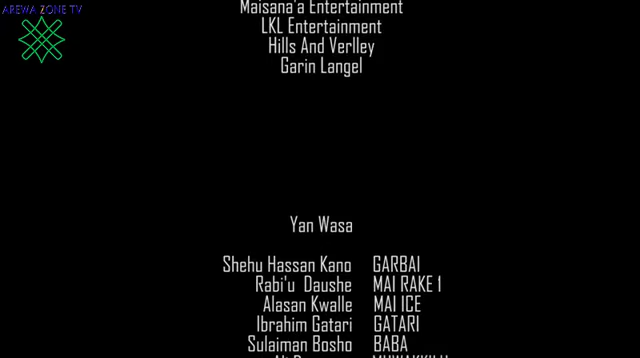 AREWA ZONE TV
Maisana'a Entertainment
LKL Entertainment
Hills And Verlley
Garin Langel
Yan Wasa
Shehu Hassan Kano GARBAI
Rabi'u Daushe MAI RAKE 1
Alasan Kwalle MAI ICE
Ibrahim Gatari GATARI
Sulaiman Bosho BABA